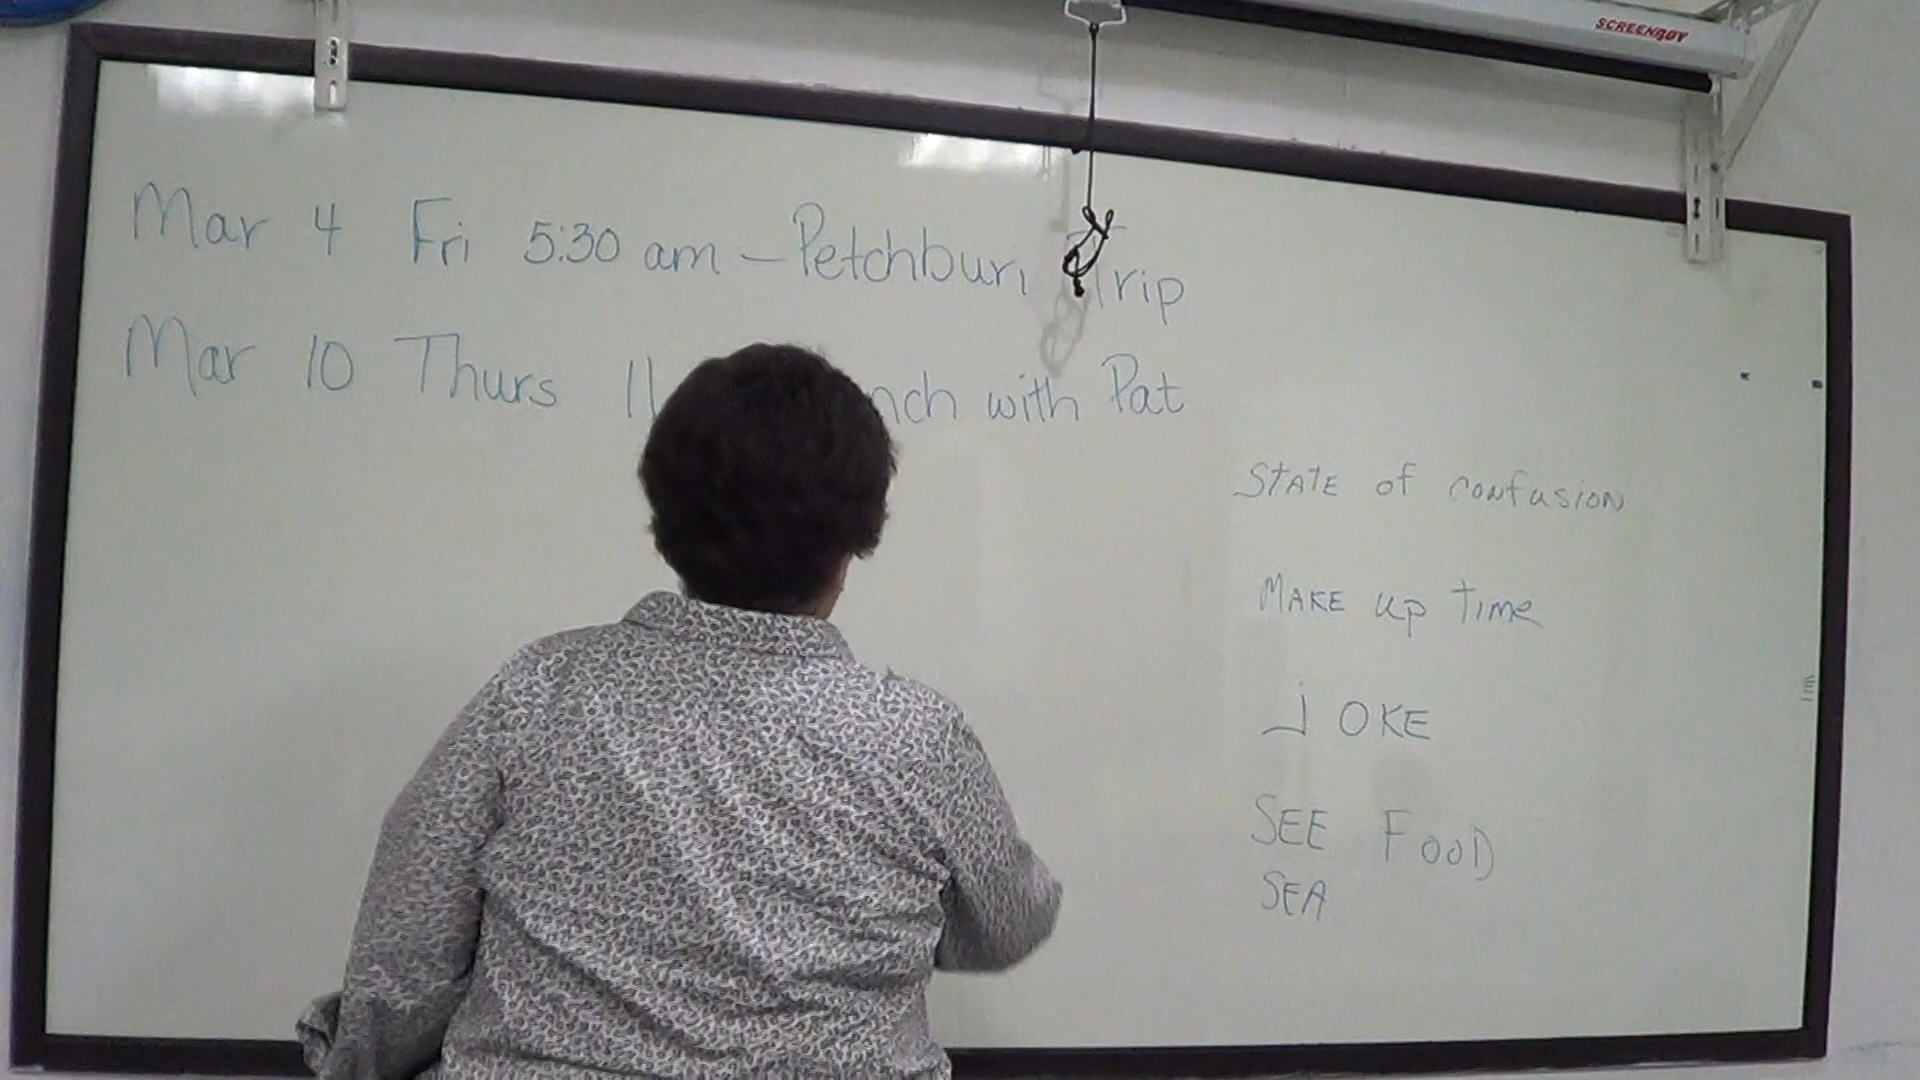 SCREENBOY
Mar 4 Fri 5:30 am – Petchburi Trip
Mar 10 Thurs 11 nch with Pat
STATE of confusion
MAKE up time
jOKE
SEE FOOD
SEA